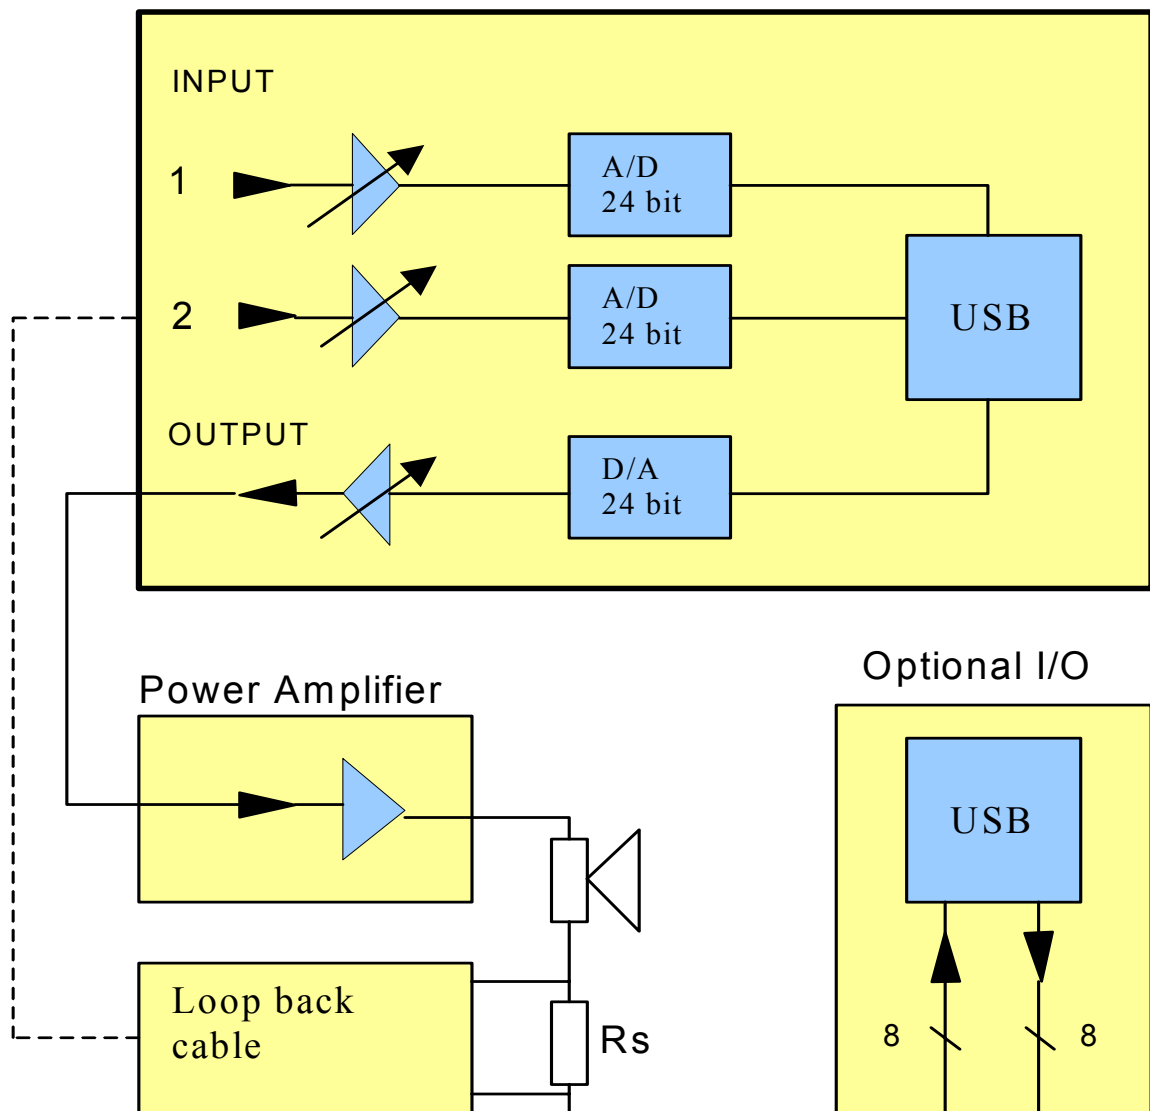 INPUT
1
A/D
24 bit
2
A/D
24 bit
USB
OUTPUT
D/A
24 bit
Optional I/O
Power Amplifier
USB
Loop back
cable
Rs
8
8